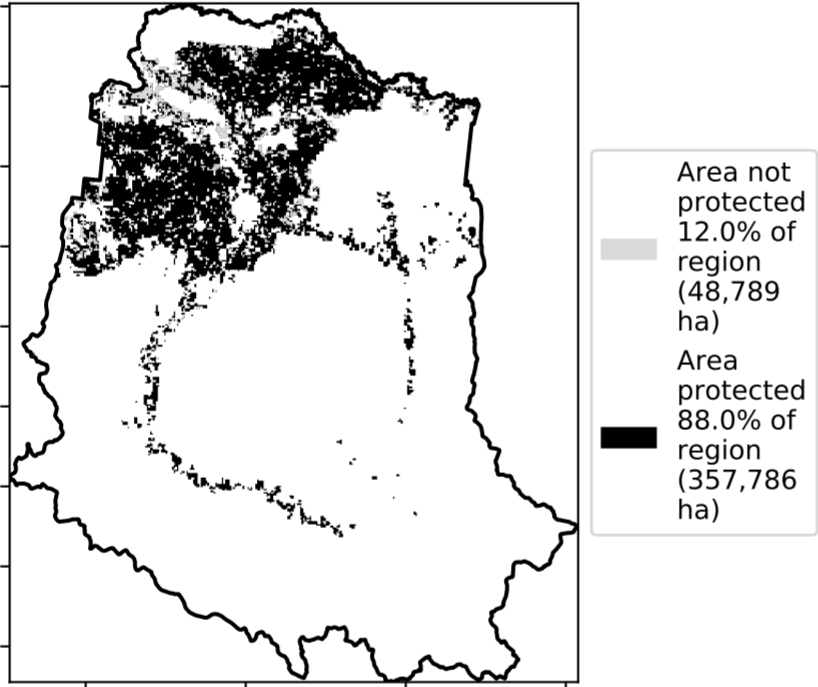 Area not
protected
12.0% of
region
(48,789
ha)
Area
protected
88.0% of
region
(357,786
ha)